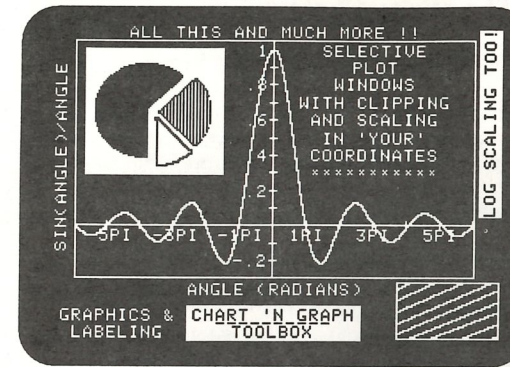 ALL THIS AND MUCH MORE !!
SIN(ANGLE)/ANGLE
1
.8
.6
.4
.2
-.2
SELECTIVE
PLOT
WINDOWS
WITH CLIPPING
AND SCALING
IN 'YOUR'
COORDINATES
***********
LOG SCALING TOO!
-5PI -3PI -1PI 1PI 3PI 5PI
ANGLE (RADIANS)
GRAPHICS &
LABELING
CHART 'N GRAPH
TOOLBOX